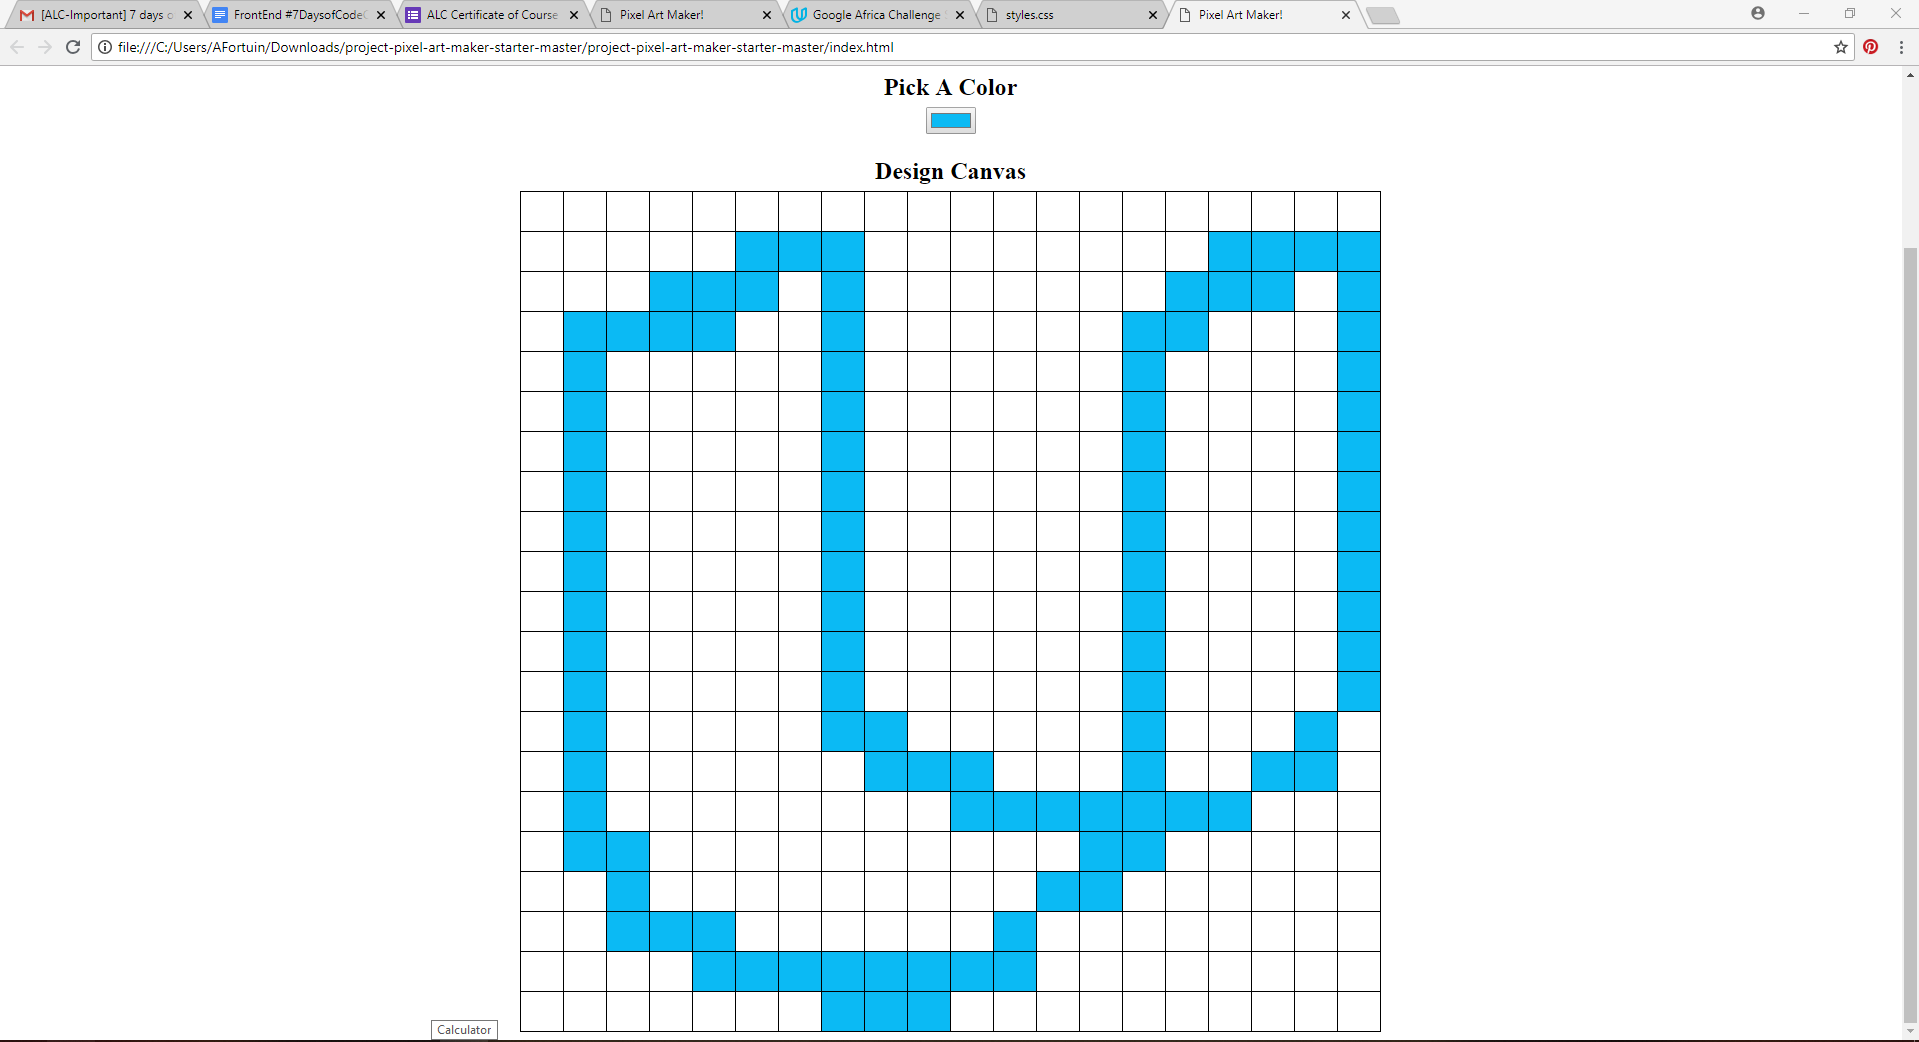 [ALC-Important] 7 days o
FrontEnd #7DaysofCode
ALC Certificate of Course
Pixel Art Maker!
Google Africa Challenge
styles.css
Pixel Art Maker!
file:///C:/Users/AFortuin/Downloads/project-pixel-art-maker-starter-master/project-pixel-art-maker-starter-master/index.html
Pick A Color
Design Canvas
Calculator